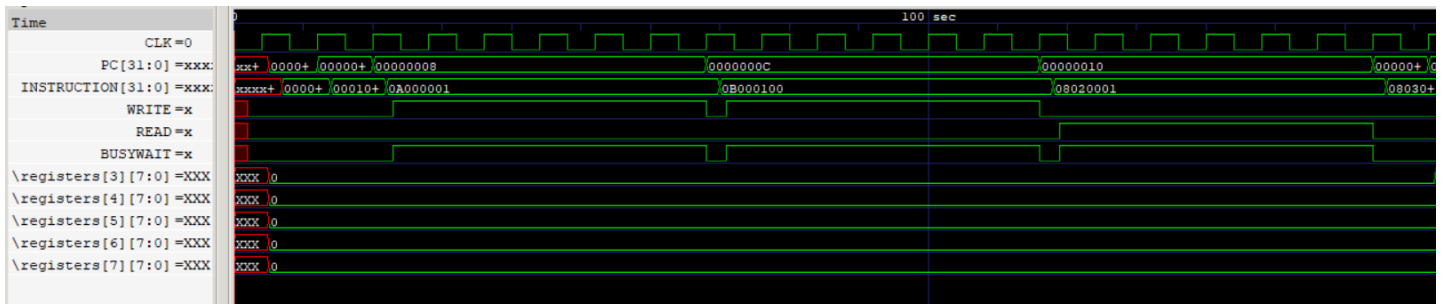 Time 100 sec
CLK=0
PC[31:0]=xxx: xx+ 0000+ 00000+ 00000008 0000000C 00000010 00000+
INSTRUCTION[31:0]=xxx: xxxx+ 0000+ 00010+ 0A000001 0B000100 08020001 08030+
WRITE=x
READ=x
BUSYWAIT=x
\registers[3][7:0]=XXX XXX 0
\registers[4][7:0]=XXX XXX 0
\registers[5][7:0]=XXX XXX 0
\registers[6][7:0]=XXX XXX 0
\registers[7][7:0]=XXX XXX 0